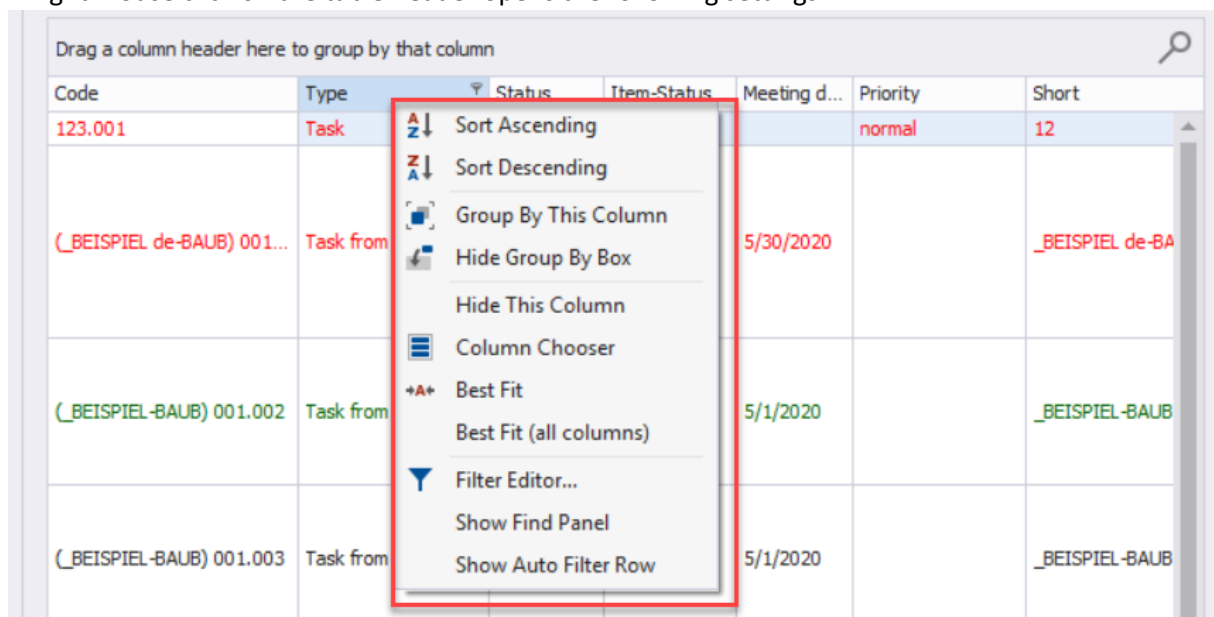 Drag a column header here to group by that column
Code Type Status Item-Status Meeting d... Priority Short
123.001 Task normal 12
Sort Ascending
Sort Descending
Group By This Column
(_BEISPIEL de-BAUB) 001... Task from 5/30/2020 _BEISPIEL de-BA
Hide Group By Box
Hide This Column
Column Chooser
Best Fit
(_BEISPIEL-BAUB) 001.002 Task from 5/1/2020 _BEISPIEL-BAUB
Best Fit (all columns)
Filter Editor...
Show Find Panel
(_BEISPIEL-BAUB) 001.003 Task from 5/1/2020 _BEISPIEL-BAUB
Show Auto Filter Row